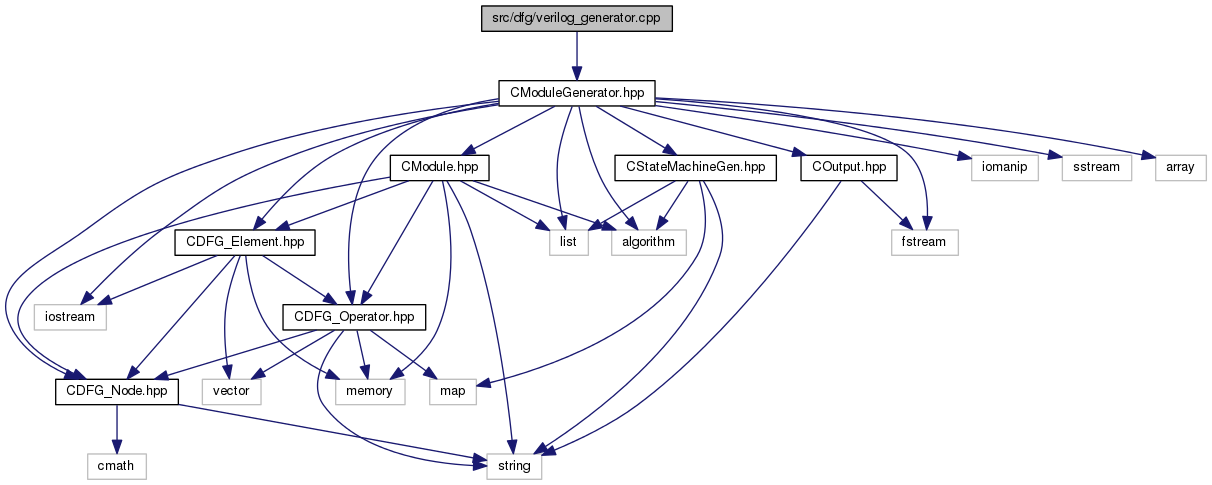 src/dfg/verilog_generator.cpp
CModuleGenerator.hpp
CModule.hpp
CStateMachineGen.hpp
COutput.hpp
iomanip
sstream
array
CDFG_Element.hpp
list
algorithm
fstream
iostream
CDFG_Operator.hpp
CDFG_Node.hpp
vector
memory
map
cmath
string